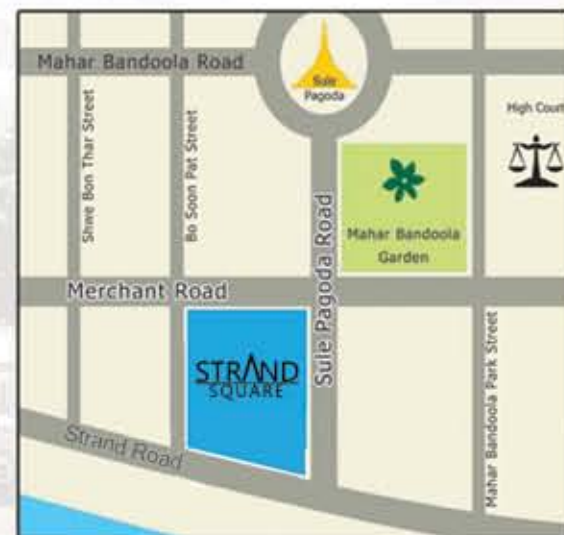 Mahar Bandoola Road
Sule
Pagoda
High Court
Shwe Bon Thar Street
Bo Soon Pat Street
Sule Pagoda Road
Mahar Bandoola
Garden
Merchant Road
STRAND
SQUARE
Mahar Bandoola Park Street
Strand Road